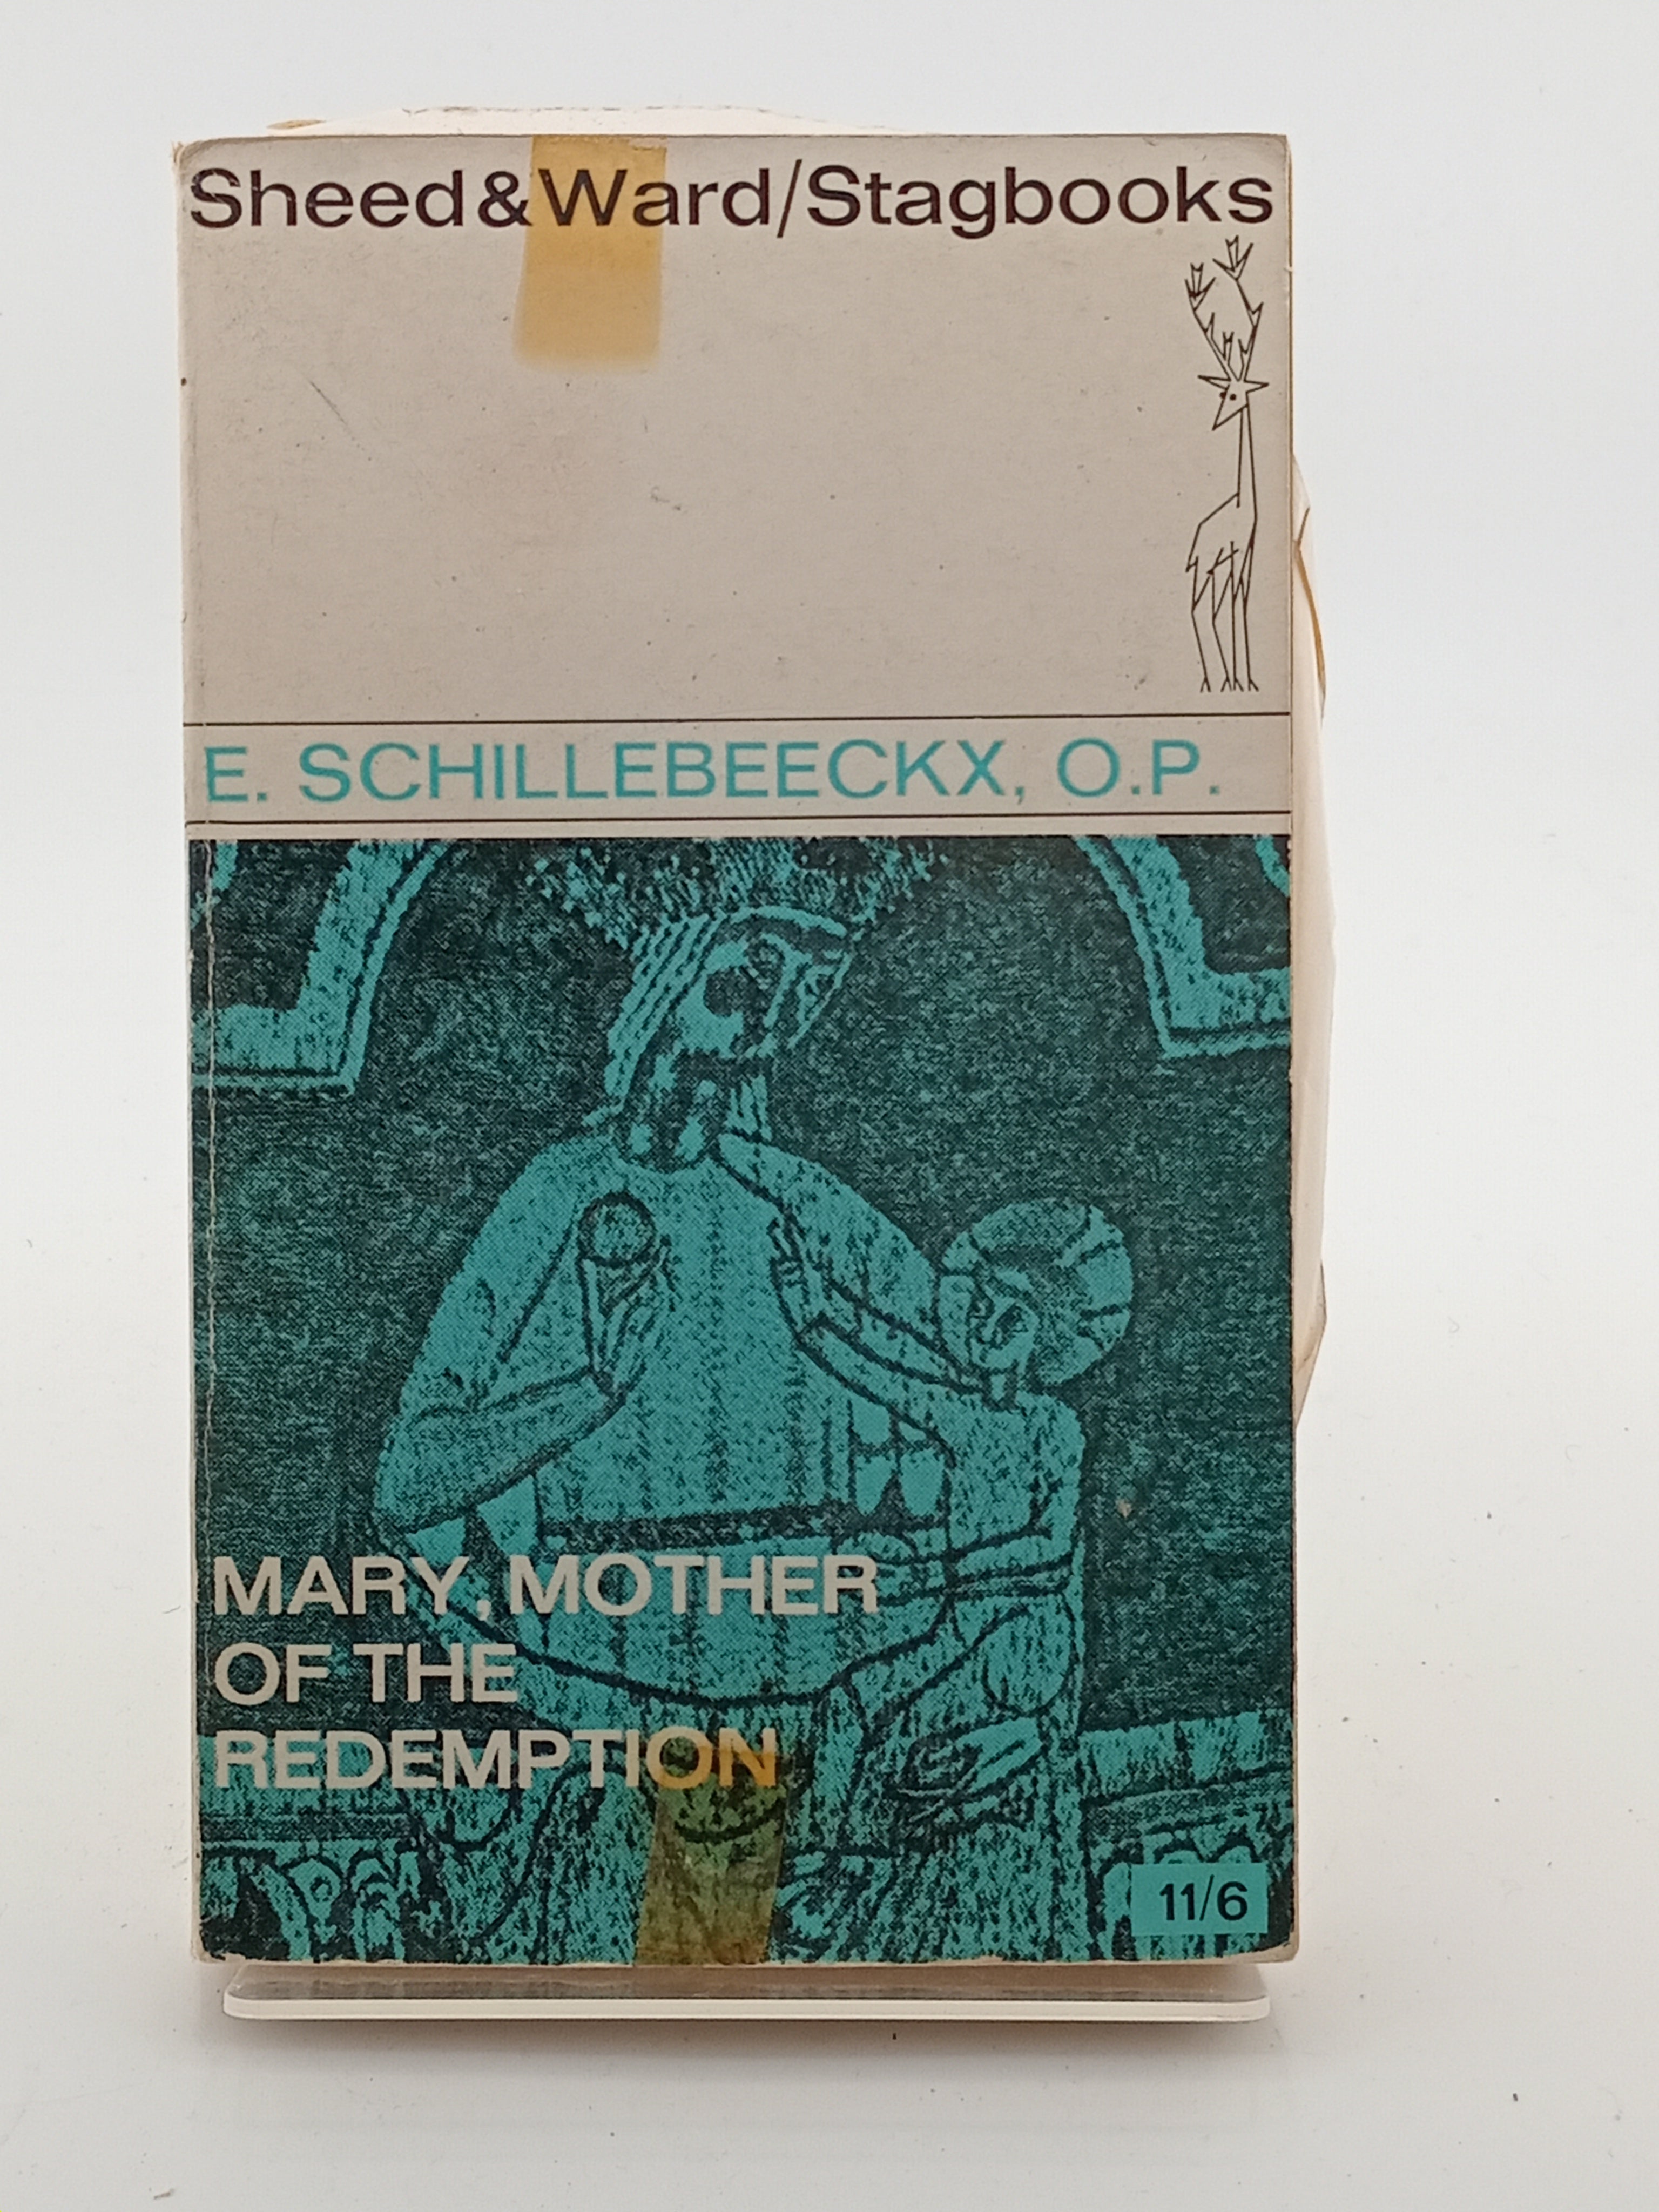 Sheed&Ward/Stagbooks
E. SCHILLEBEECKX, O.P.
MARY, MOTHER
OF THE
REDEMPTION
11/6